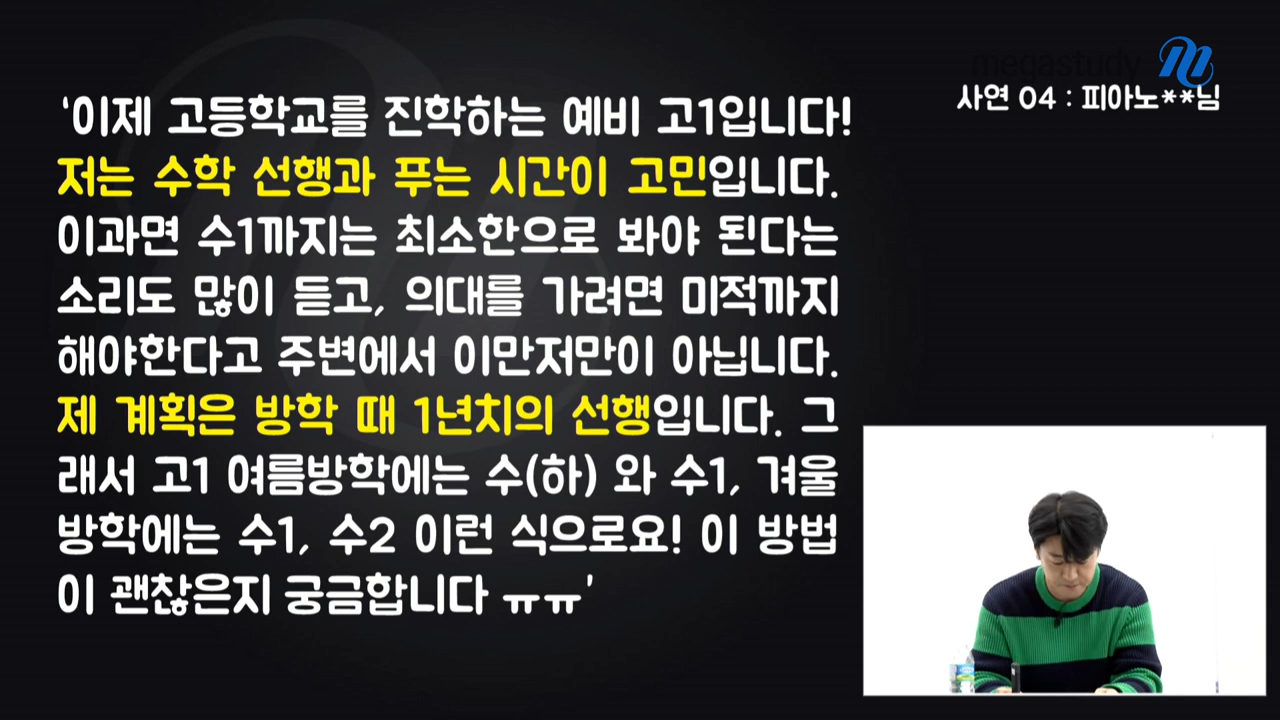 megastudy
사연 04 : 피아노**님
‘이제 고등학교를 진학하는 예비 고1입니다!
저는 수학 선행과 푸는 시간이 고민입니다.
이과면 수1까지는 최소한으로 봐야 된다는
소리도 많이 듣고, 의대를 가려면 미적까지
해야한다고 주변에서 이만저만이 아닙니다.
제 계획은 방학 때 1년치의 선행입니다. 그
래서 고1 여름방학에는 수(하) 와 수1, 겨울
방학에는 수1, 수2 이런 식으로요! 이 방법
이 괜찮은지 궁금합니다 ㅠㅠ’